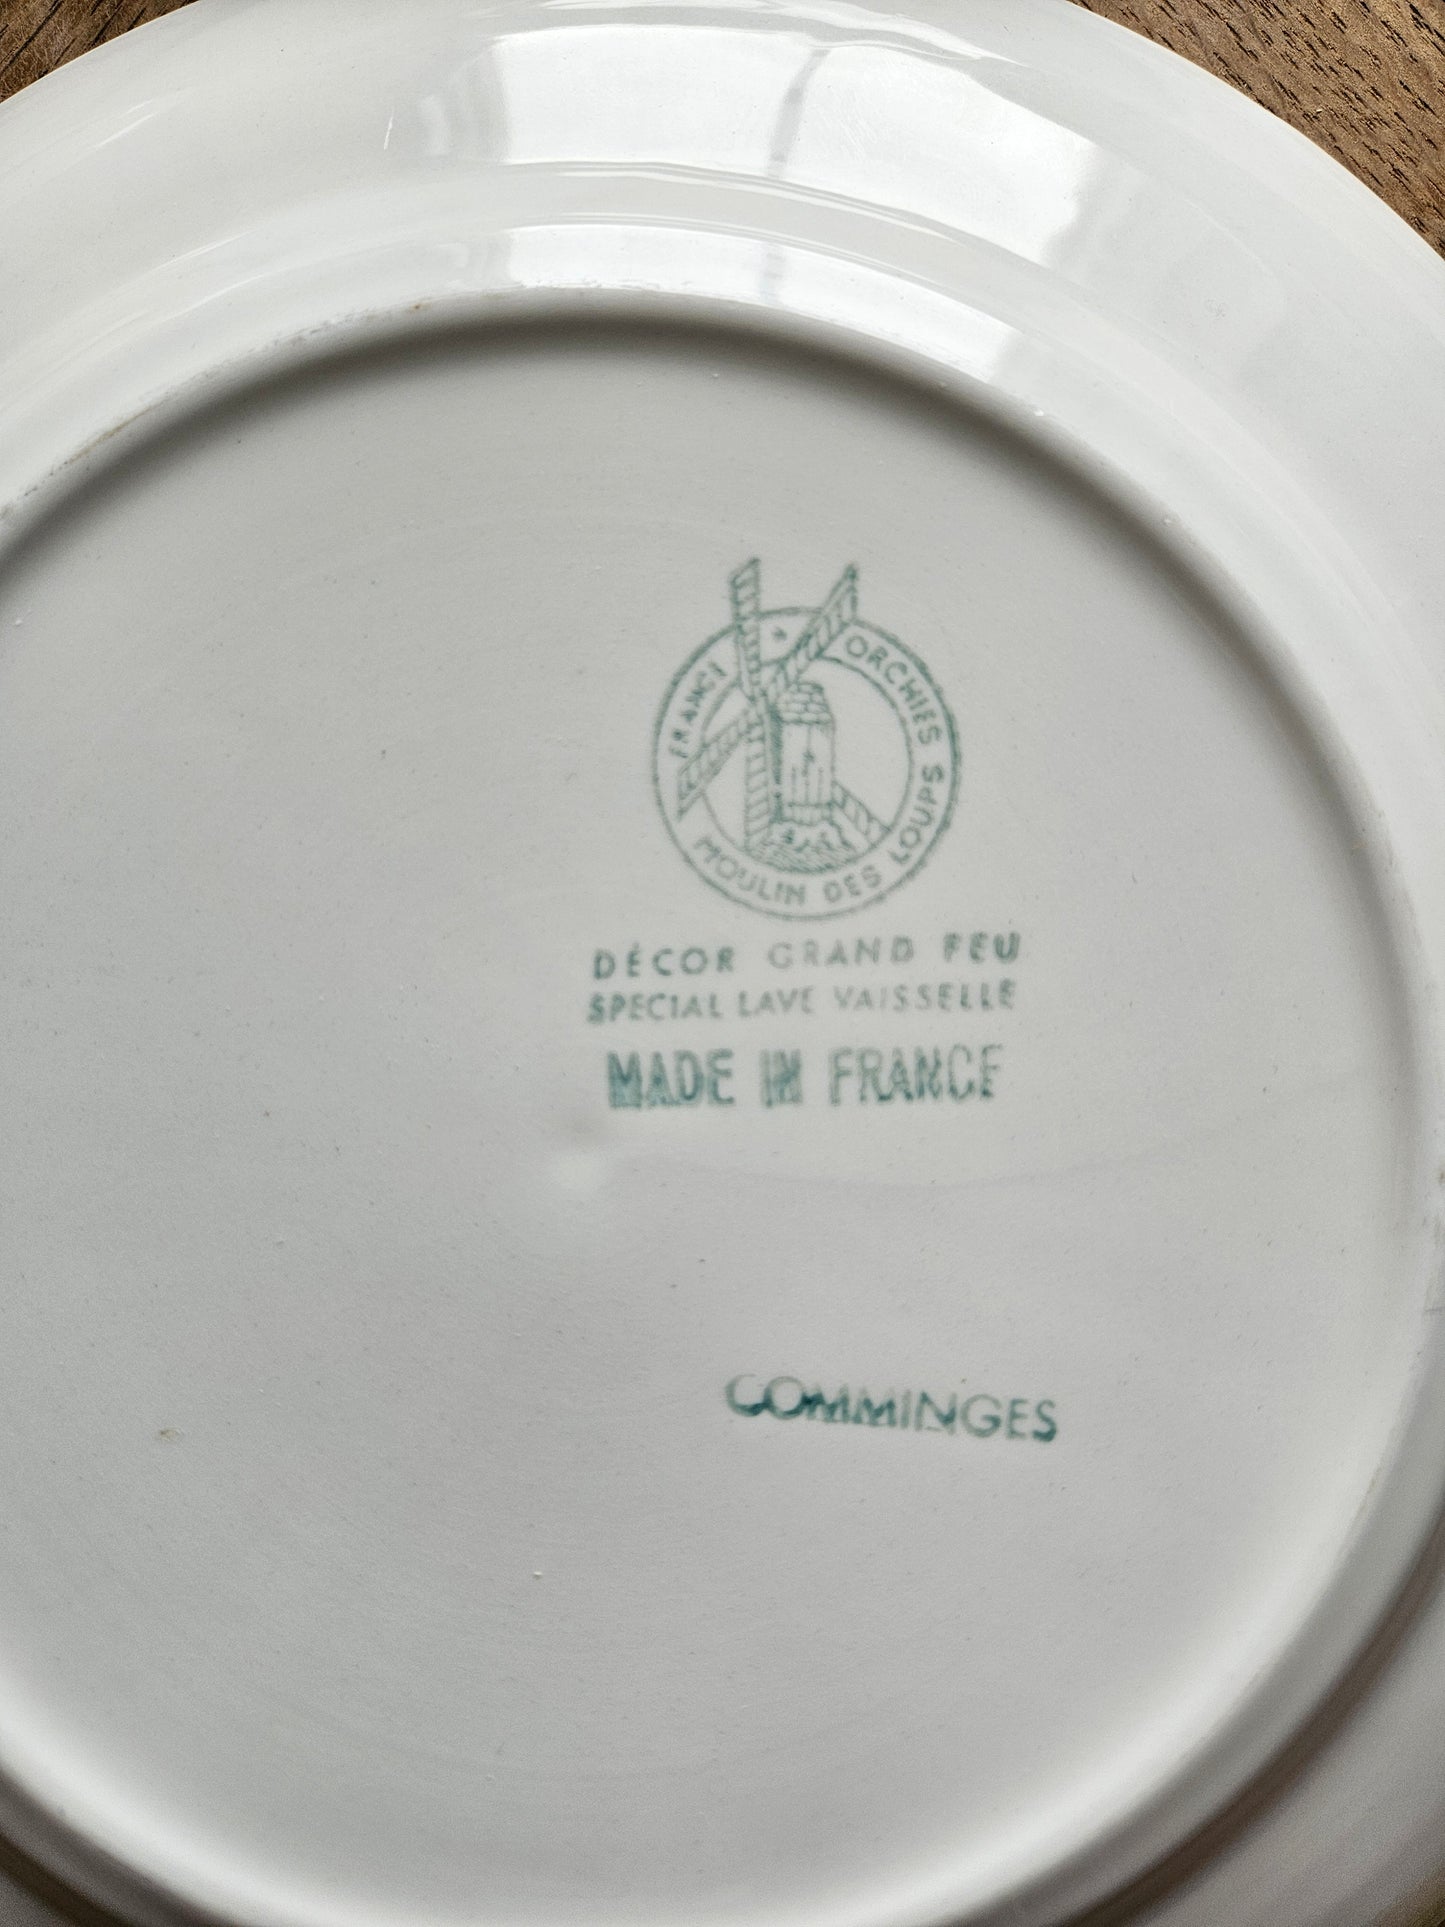 FRANCE ORCHIES MOULIN DES LOUPS
DÉCOR GRAND FEU
SPECIAL LAVE VAISSELLE
MADE IN FRANCE
COMMINGES